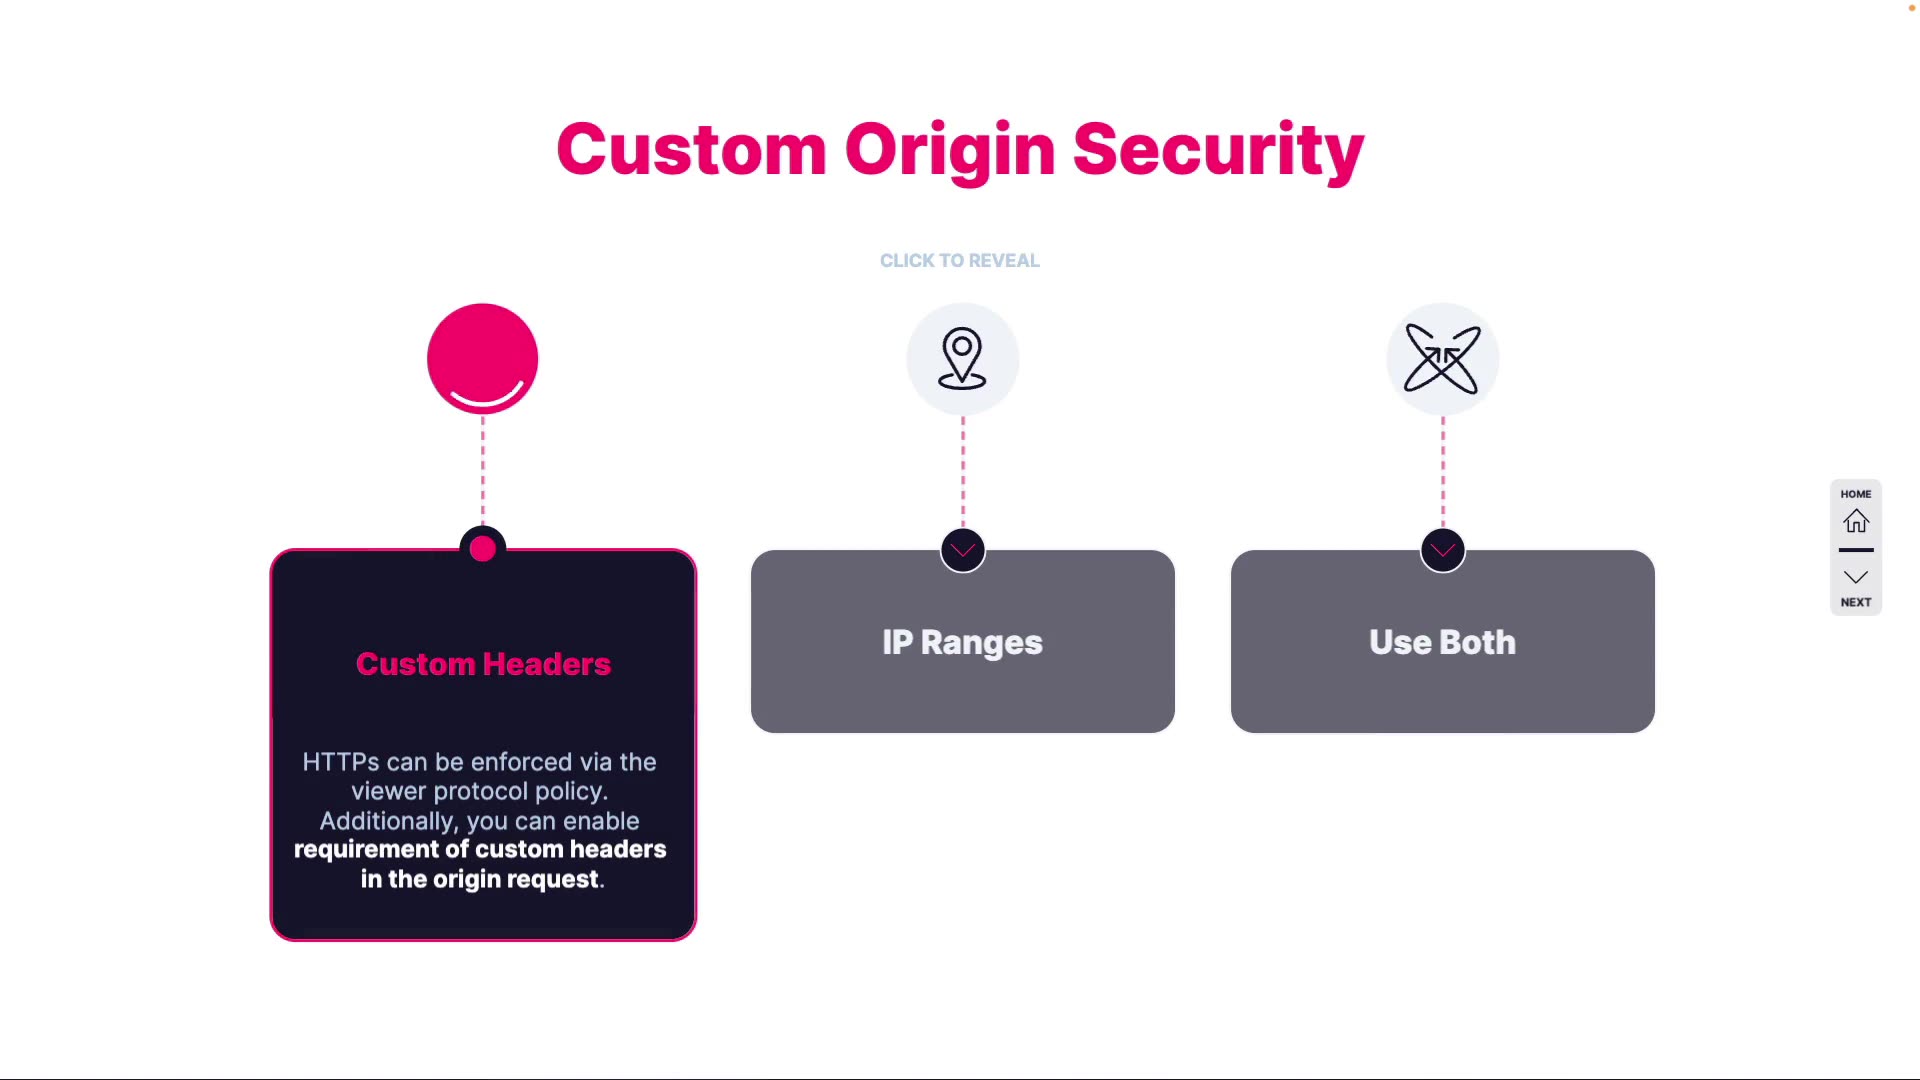 Custom Origin Security
CLICK TO REVEAL
Custom Headers
HTTPs can be enforced via the
viewer protocol policy.
Additionally, you can enable
requirement of custom headers
in the origin request.
IP Ranges
Use Both
HOME
NEXT